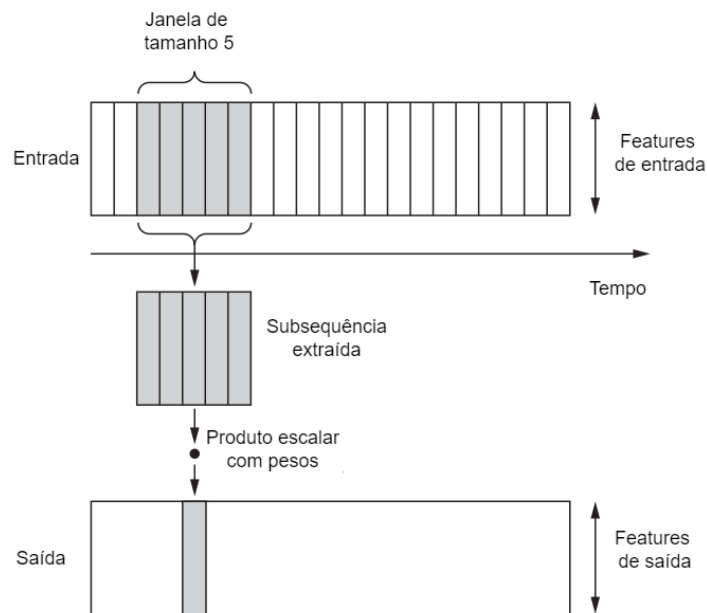 Janela de
tamanho 5
Entrada
Features
de entrada
Tempo
Subsequência
extraída
Produto escalar
com pesos
Saída
Features
de saída